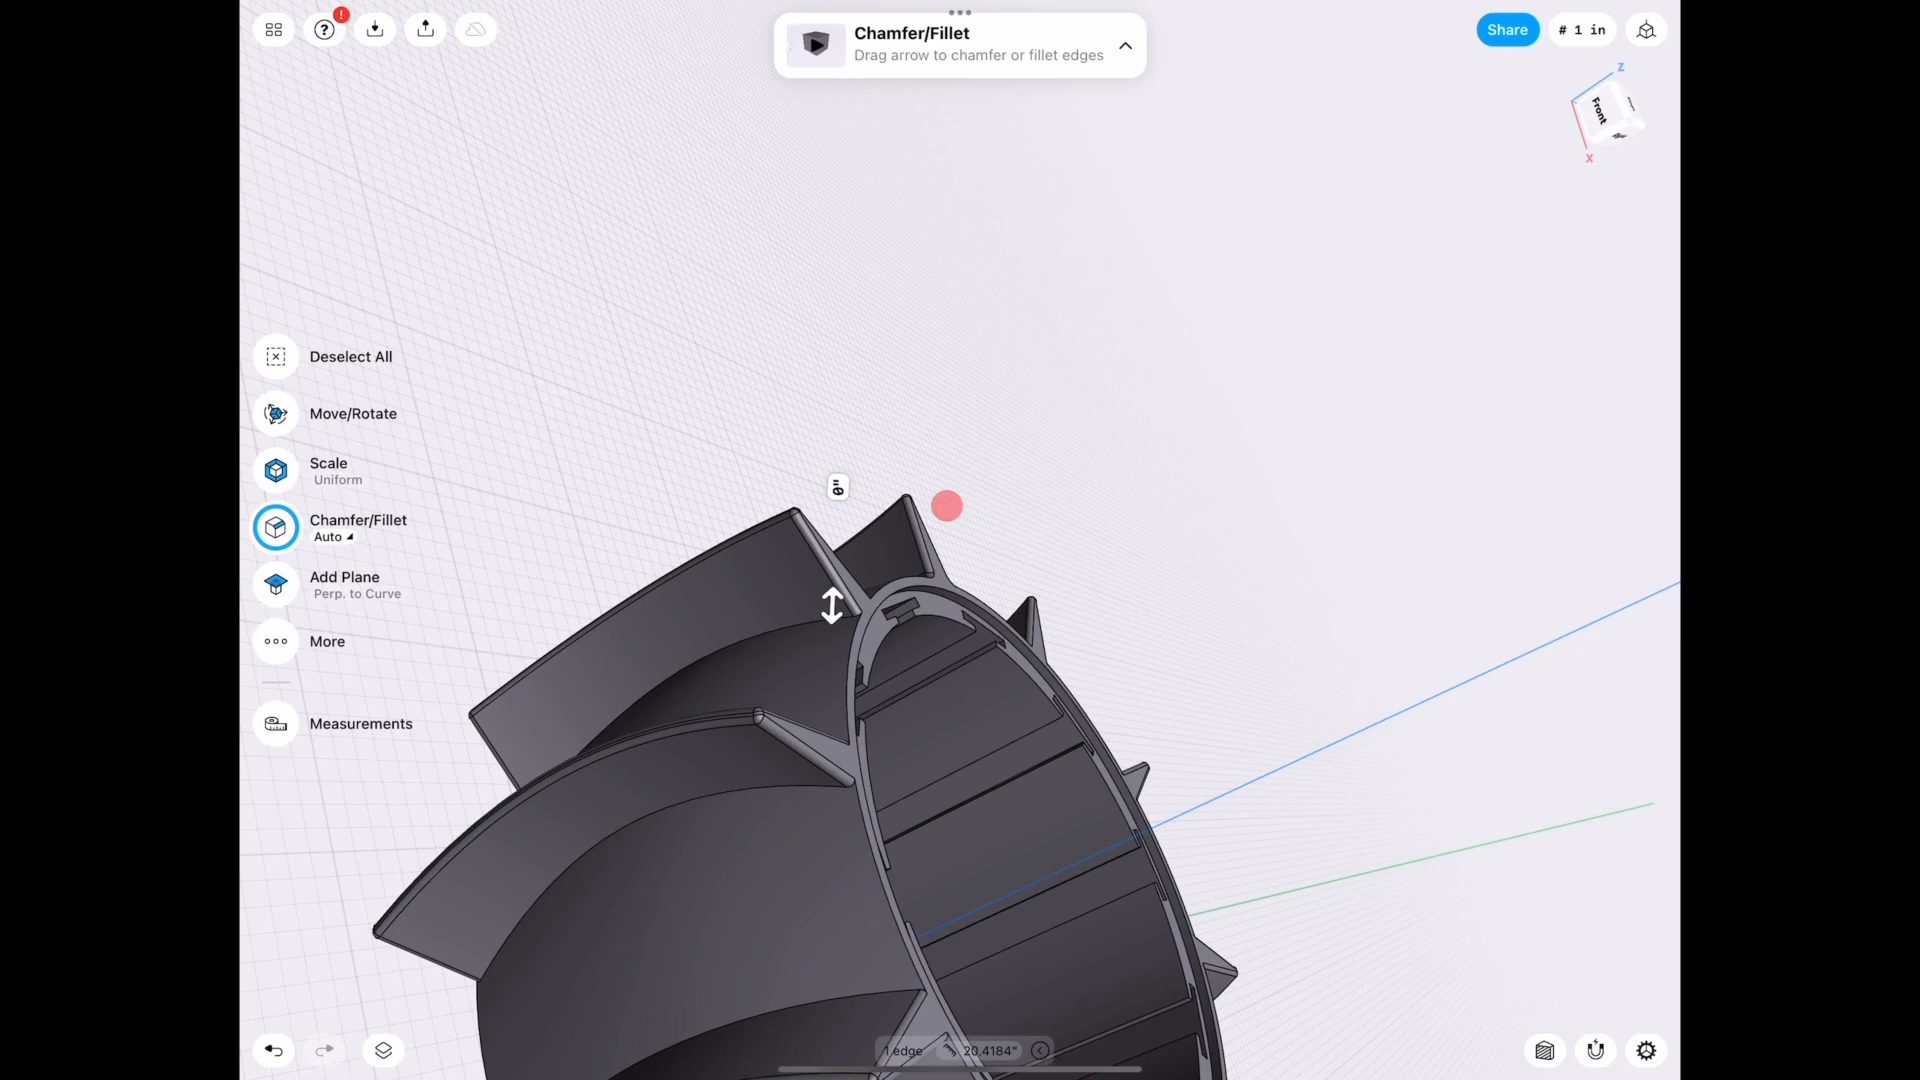 ?
!
Chamfer/Fillet
Drag arrow to chamfer or fillet edges
Share
# 1 in
Z
Front
X
Deselect All
Move/Rotate
Scale
Uniform
Chamfer/Fillet
Auto
Add Plane
Perp. to Curve
More
Measurements
0"
1 edge
20.4184"